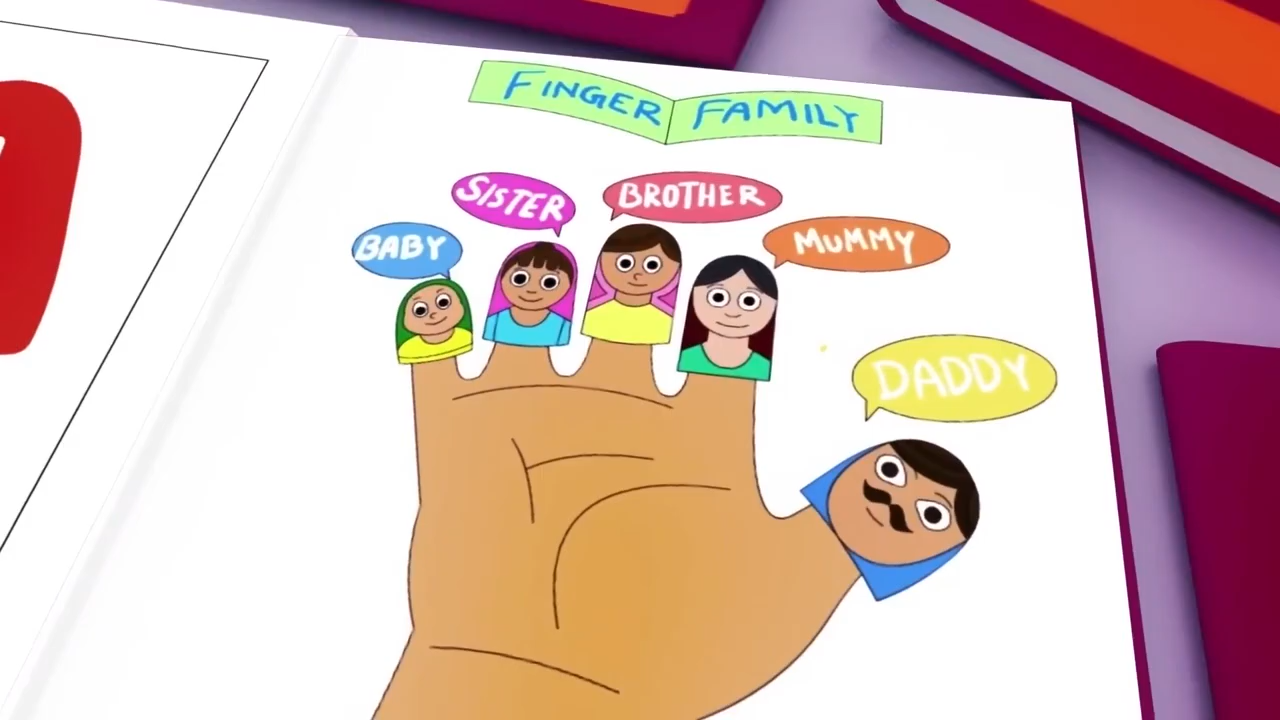 FINGER FAMILY
SISTER
BROTHER
BABY
MUMMY
DADDY